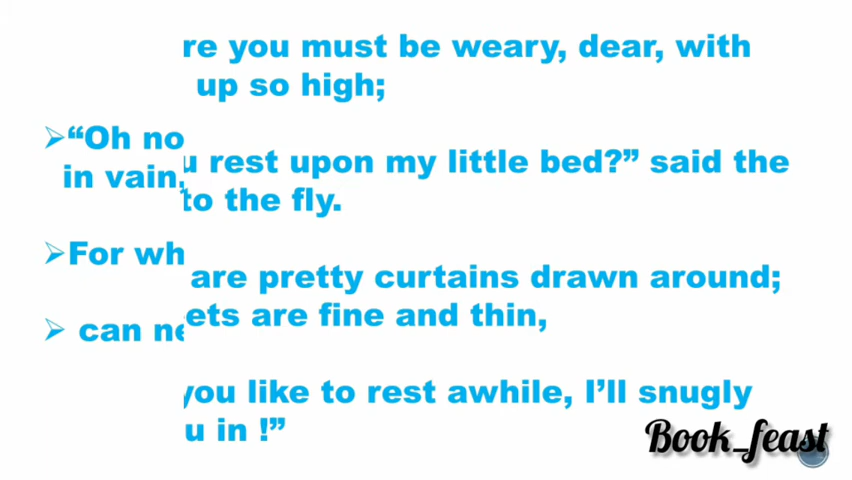 re you must be weary, dear, with
up so high;
➢“Oh no
in vain,
u rest upon my little bed?” said the
to the fly.
➢For wh
are pretty curtains drawn around;
ets are fine and thin,
➢ can ne
you like to rest awhile, I’ll snugly
u in !”
Book_feast